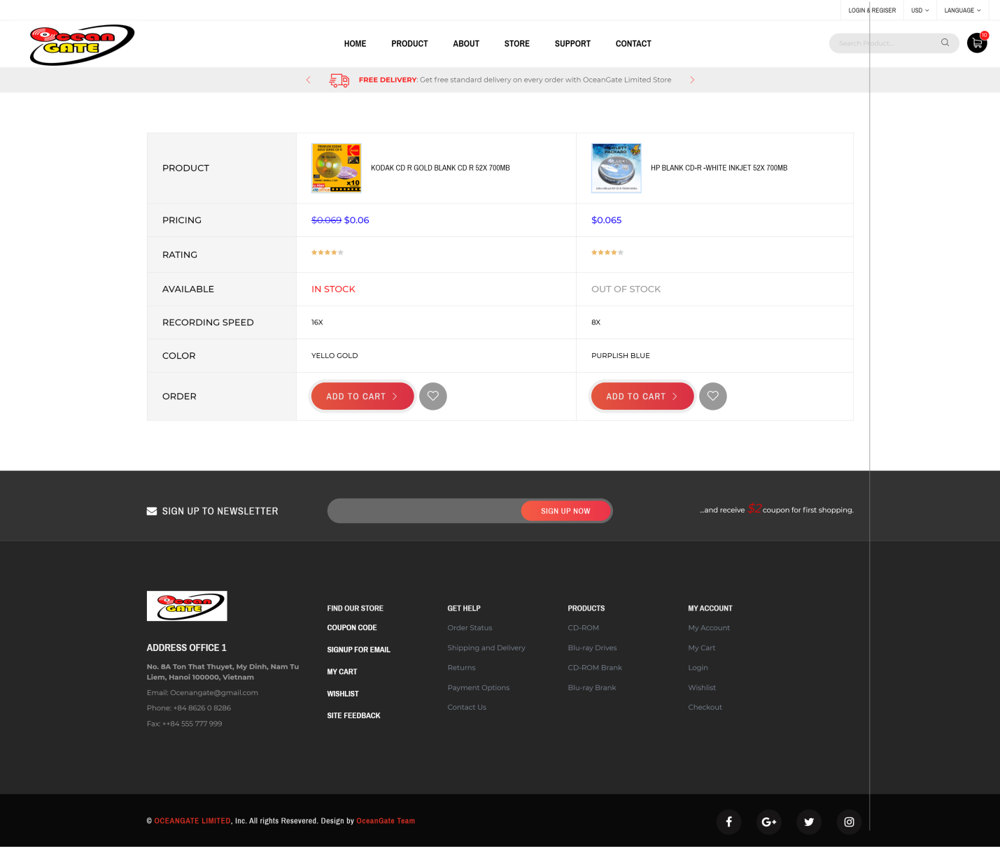 LOGIN & REGISER
USD
LANGUAGE
Ocean
GATE
HOME
PRODUCT
ABOUT
STORE
SUPPORT
CONTACT
Search Product...
10
FREE DELIVERY: Get free standard delivery on every order with OceanGate Limited Store
PRODUCT
PREMIUM KODAK
GOLD SERIES CD-R
Kodak
x10
KODAK CD R GOLD BLANK CD R 52X 700MB
HEWLETT
PACKARD
HP BLANK CD-R -WHITE INKJET 52X 700MB
PRICING
$0.069 $0.06
$0.065
RATING
AVAILABLE
IN STOCK
OUT OF STOCK
RECORDING SPEED
16X
8X
COLOR
YELLO GOLD
PURPLISH BLUE
ORDER
ADD TO CART
ADD TO CART
SIGN UP TO NEWSLETTER
SIGN UP NOW
...and receive $2 coupon for first shopping.
Ocean
GATE
ADDRESS OFFICE 1
No. 8A Ton That Thuyet, My Dinh, Nam Tu
Liem, Hanoi 100000, Vietnam
Email: Ocenangate@gmail.com
Phone: +84 8626 0 8286
Fax: ++84 555 777 999
FIND OUR STORE
COUPON CODE
SIGNUP FOR EMAIL
MY CART
WISHLIST
SITE FEEDBACK
GET HELP
Order Status
Shipping and Delivery
Returns
Payment Options
Contact Us
PRODUCTS
CD-ROM
Blu-ray Drives
CD-ROM Brank
Blu-ray Brank
MY ACCOUNT
My Account
My Cart
Login
Wishlist
Checkout
© OCEANGATE LIMITED, Inc. All rights Resevered. Design by OceanGate Team